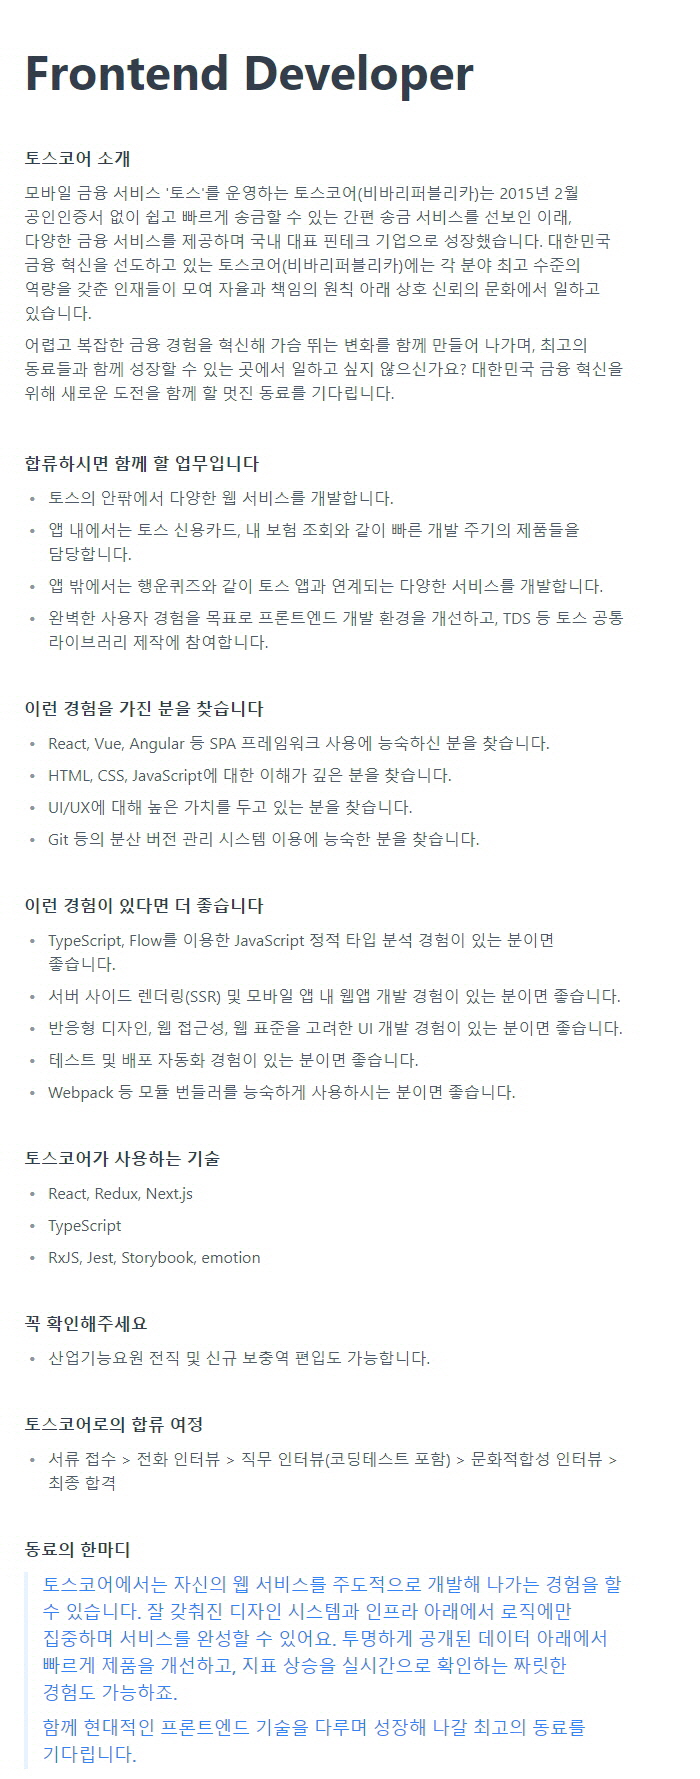 Frontend Developer
토스코어 소개
모바일 금융 서비스 '토스'를 운영하는 토스코어(비바리퍼블리카)는 2015년 2월
공인인증서 없이 쉽고 빠르게 송금할 수 있는 간편 송금 서비스를 선보인 이래,
다양한 금융 서비스를 제공하며 국내 대표 핀테크 기업으로 성장했습니다. 대한민국
금융 혁신을 선도하고 있는 토스코어(비바리퍼블리카)에는 각 분야 최고 수준의
역량을 갖춘 인재들이 모여 자율과 책임의 원칙 아래 상호 신뢰의 문화에서 일하고
있습니다.
어렵고 복잡한 금융 경험을 혁신해 가슴 뛰는 변화를 함께 만들어 나가며, 최고의
동료들과 함께 성장할 수 있는 곳에서 일하고 싶지 않으신가요? 대한민국 금융 혁신을
위해 새로운 도전을 함께 할 멋진 동료를 기다립니다.
합류하시면 함께 할 업무입니다
• 토스의 안팎에서 다양한 웹 서비스를 개발합니다.
• 앱 내에서는 토스 신용카드, 내 보험 조회와 같이 빠른 개발 주기의 제품들을
담당합니다.
• 앱 밖에서는 행운퀴즈와 같이 토스 앱과 연계되는 다양한 서비스를 개발합니다.
• 완벽한 사용자 경험을 목표로 프론트엔드 개발 환경을 개선하고, TDS 등 토스 공통
라이브러리 제작에 참여합니다.
이런 경험을 가진 분을 찾습니다
• React, Vue, Angular 등 SPA 프레임워크 사용에 능숙하신 분을 찾습니다.
• HTML, CSS, JavaScript에 대한 이해가 깊은 분을 찾습니다.
• UI/UX에 대해 높은 가치를 두고 있는 분을 찾습니다.
• Git 등의 분산 버전 관리 시스템 이용에 능숙한 분을 찾습니다.
이런 경험이 있다면 더 좋습니다
• TypeScript, Flow를 이용한 JavaScript 정적 타입 분석 경험이 있는 분이면
좋습니다.
• 서버 사이드 렌더링(SSR) 및 모바일 앱 내 웹앱 개발 경험이 있는 분이면 좋습니다.
• 반응형 디자인, 웹 접근성, 웹 표준을 고려한 UI 개발 경험이 있는 분이면 좋습니다.
• 테스트 및 배포 자동화 경험이 있는 분이면 좋습니다.
• Webpack 등 모듈 번들러를 능숙하게 사용하시는 분이면 좋습니다.
토스코어가 사용하는 기술
• React, Redux, Next.js
• TypeScript
• RxJS, Jest, Storybook, emotion
꼭 확인해주세요
• 산업기능요원 전직 및 신규 보충역 편입도 가능합니다.
토스코어로의 합류 여정
• 서류 접수 > 전화 인터뷰 > 직무 인터뷰(코딩테스트 포함) > 문화적합성 인터뷰 >
최종 합격
동료의 한마디
토스코어에서는 자신의 웹 서비스를 주도적으로 개발해 나가는 경험을 할
수 있습니다. 잘 갖춰진 디자인 시스템과 인프라 아래에서 로직에만
집중하며 서비스를 완성할 수 있어요. 투명하게 공개된 데이터 아래에서
빠르게 제품을 개선하고, 지표 상승을 실시간으로 확인하는 짜릿한
경험도 가능하죠.
함께 현대적인 프론트엔드 기술을 다루며 성장해 나갈 최고의 동료를
기다립니다.